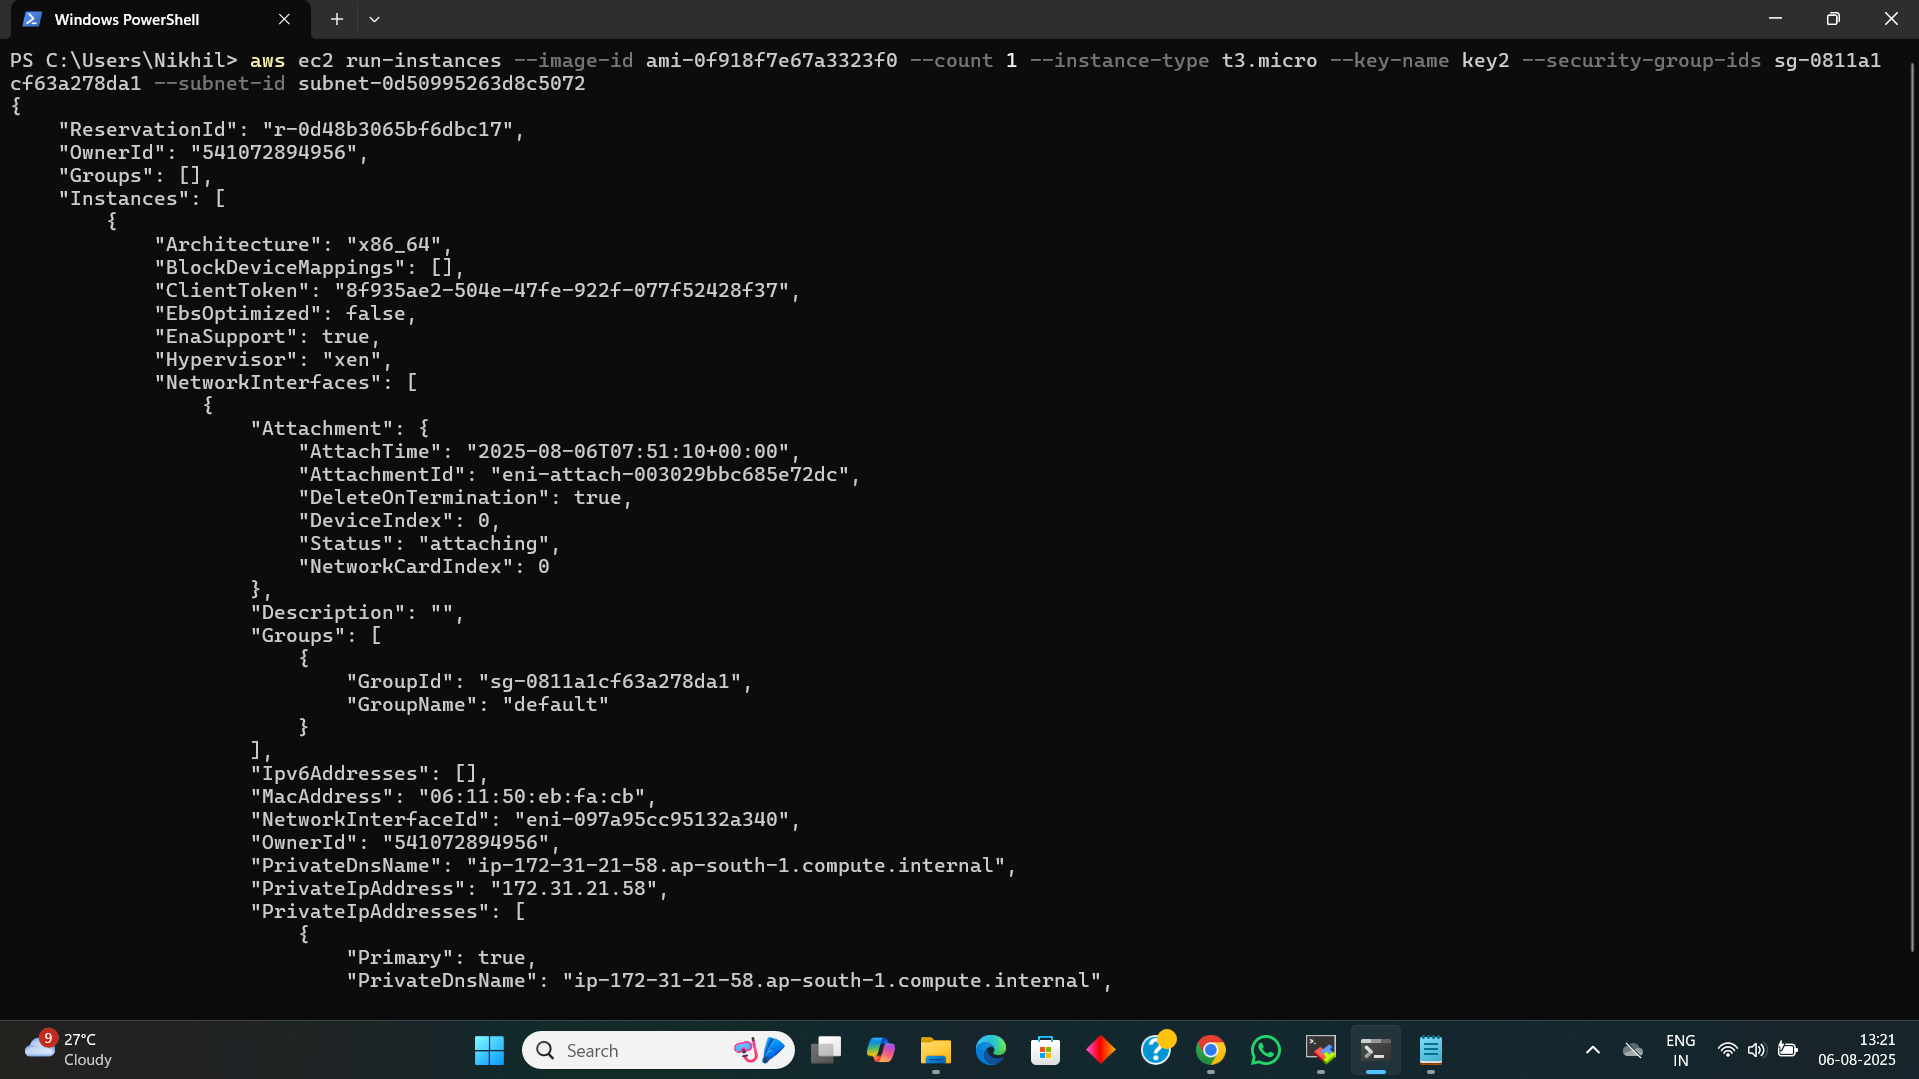 Windows PowerShell
PS C:\Users\Nikhil> aws ec2 run-instances --image-id ami-0f918f7e67a3323f0 --count 1 --instance-type t3.micro --key-name key2 --security-group-ids sg-0811a1
cf63a278da1 --subnet-id subnet-0d50995263d8c5072
{
    "ReservationId": "r-0d48b3065bf6dbc17",
    "OwnerId": "541072894956",
    "Groups": [],
    "Instances": [
        {
            "Architecture": "x86_64",
            "BlockDeviceMappings": [],
            "ClientToken": "8f935ae2-504e-47fe-922f-077f52428f37",
            "EbsOptimized": false,
            "EnaSupport": true,
            "Hypervisor": "xen",
            "NetworkInterfaces": [
                {
                    "Attachment": {
                        "AttachTime": "2025-08-06T07:51:10+00:00",
                        "AttachmentId": "eni-attach-003029bbc685e72dc",
                        "DeleteOnTermination": true,
                        "DeviceIndex": 0,
                        "Status": "attaching",
                        "NetworkCardIndex": 0
                    },
                    "Description": "",
                    "Groups": [
                        {
                            "GroupId": "sg-0811a1cf63a278da1",
                            "GroupName": "default"
                        }
                    ],
                    "Ipv6Addresses": [],
                    "MacAddress": "06:11:50:eb:fa:cb",
                    "NetworkInterfaceId": "eni-097a95cc95132a340",
                    "OwnerId": "541072894956",
                    "PrivateDnsName": "ip-172-31-21-58.ap-south-1.compute.internal",
                    "PrivateIpAddress": "172.31.21.58",
                    "PrivateIpAddresses": [
                        {
                            "Primary": true,
                            "PrivateDnsName": "ip-172-31-21-58.ap-south-1.compute.internal",
9
27°C
Cloudy
Search
ENG
IN
13:21
06-08-2025